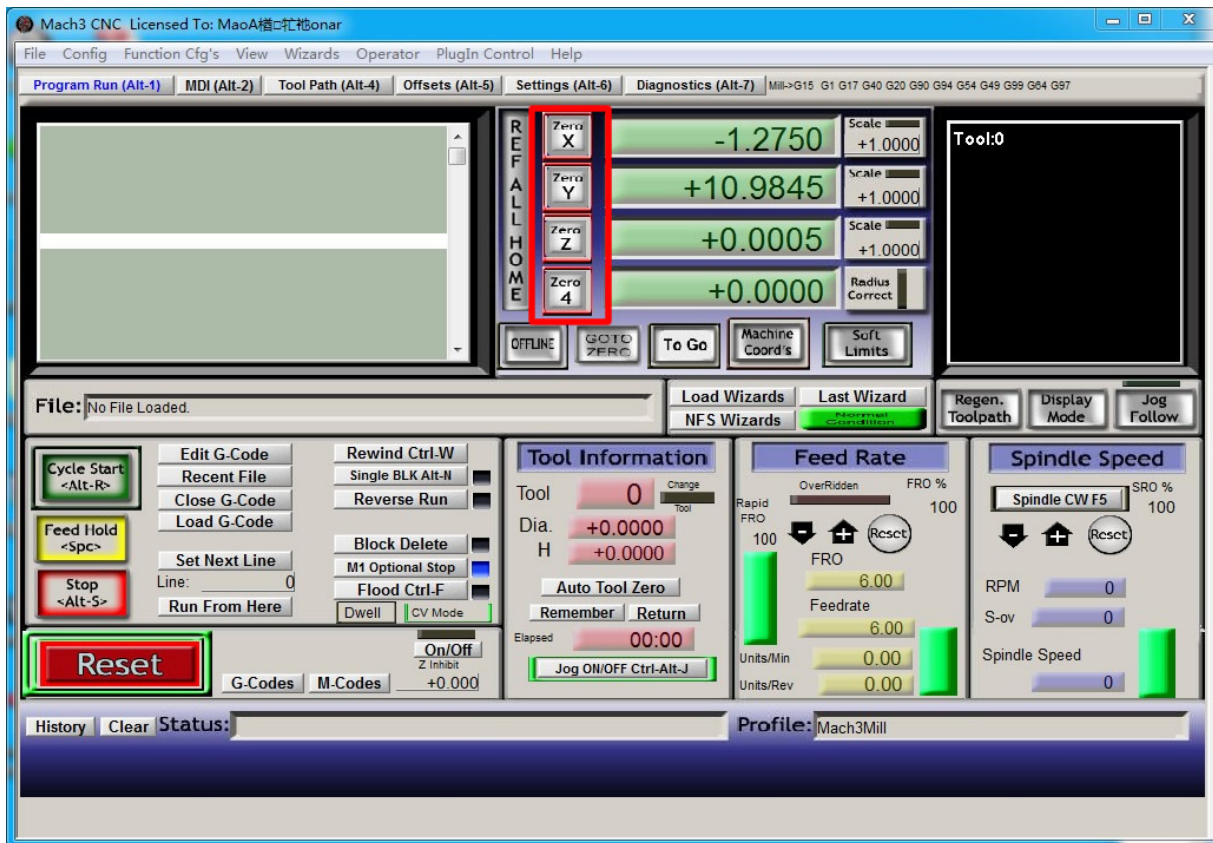 Mach3 CNC Licensed To: MaoA橲□牤祂onar
File Config Function Cfg's View Wizards Operator PlugIn Control Help
Program Run (Alt-1) MDI (Alt-2) Tool Path (Alt-4) Offsets (Alt-5) Settings (Alt-6) Diagnostics (Alt-7) Mill->G15 G1 G17 G40 G20 G90 G94 G54 G49 G99 G64 G97
REF ALL HOME
Zero X -1.2750 Scale +1.0000
Zero Y +10.9845 Scale +1.0000
Zero Z +0.0005 Scale +1.0000
Zero 4 +0.0000 Radius Correct
Tool:0
OFFLINE GOTO ZERO To Go Machine Coord's Soft Limits
File: No File Loaded.
Load Wizards Last Wizard
NFS Wizards Normal Condition
Regen. Toolpath Display Mode Jog Follow
Cycle Start <Alt-R>
Feed Hold <Spc>
Stop <Alt-S>
Edit G-Code
Recent File
Close G-Code
Load G-Code
Set Next Line
Line: 0
Run From Here
Rewind Ctrl-W
Single BLK Alt-N
Reverse Run
Block Delete
M1 Optional Stop
Flood Ctrl-F
Dwell CV Mode
Reset
G-Codes M-Codes
On/Off
Z Inhibit
+0.000
Tool Information
Tool 0 Change Tool
Dia. +0.0000
H +0.0000
Auto Tool Zero
Remember Return
Elapsed 00:00
Jog ON/OFF Ctrl-Alt-J
Feed Rate
OverRidden FRO %
100
Rapid FRO
100
Reset
FRO
6.00
Feedrate
6.00
Units/Min 0.00
Units/Rev 0.00
Spindle Speed
Spindle CW F5 SRO %
100
Reset
RPM 0
S-ov 0
Spindle Speed
0
History Clear Status:
Profile: Mach3Mill